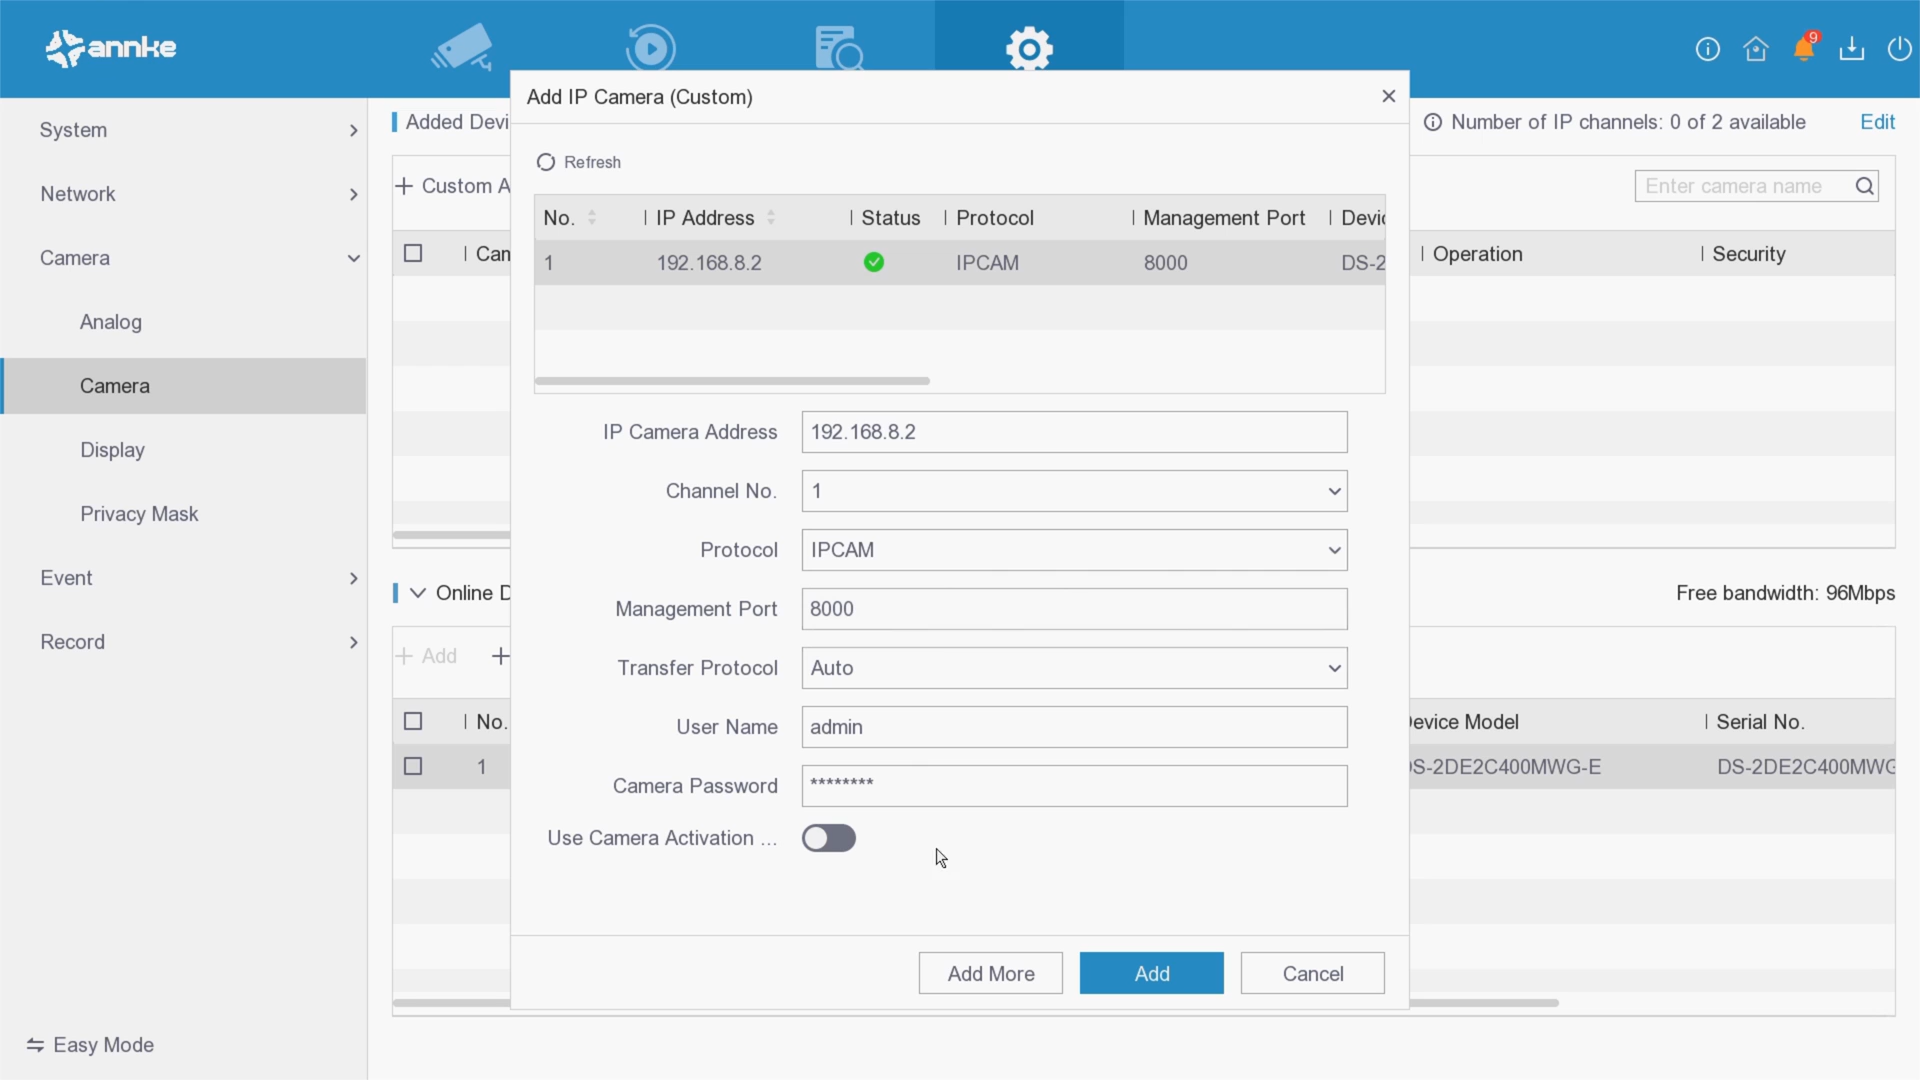 annke
9
Add IP Camera (Custom)
System
Network
Camera
Analog
Camera
Display
Privacy Mask
Event
Record
Easy Mode
Added Devi
Number of IP channels: 0 of 2 available
Edit
Custom A
Enter camera name
Cam
Operation
Security
Refresh
No. IP Address Status Protocol Management Port Devic
1 192.168.8.2 IPCAM 8000 DS-2
IP Camera Address 192.168.8.2
Channel No. 1
Protocol IPCAM
Management Port 8000
Transfer Protocol Auto
User Name admin
Camera Password ********
Use Camera Activation ...
Add More Add Cancel
Online D
Free bandwidth: 96Mbps
Add
No.
evice Model
Serial No.
1
S-2DE2C400MWG-E
DS-2DE2C400MWG